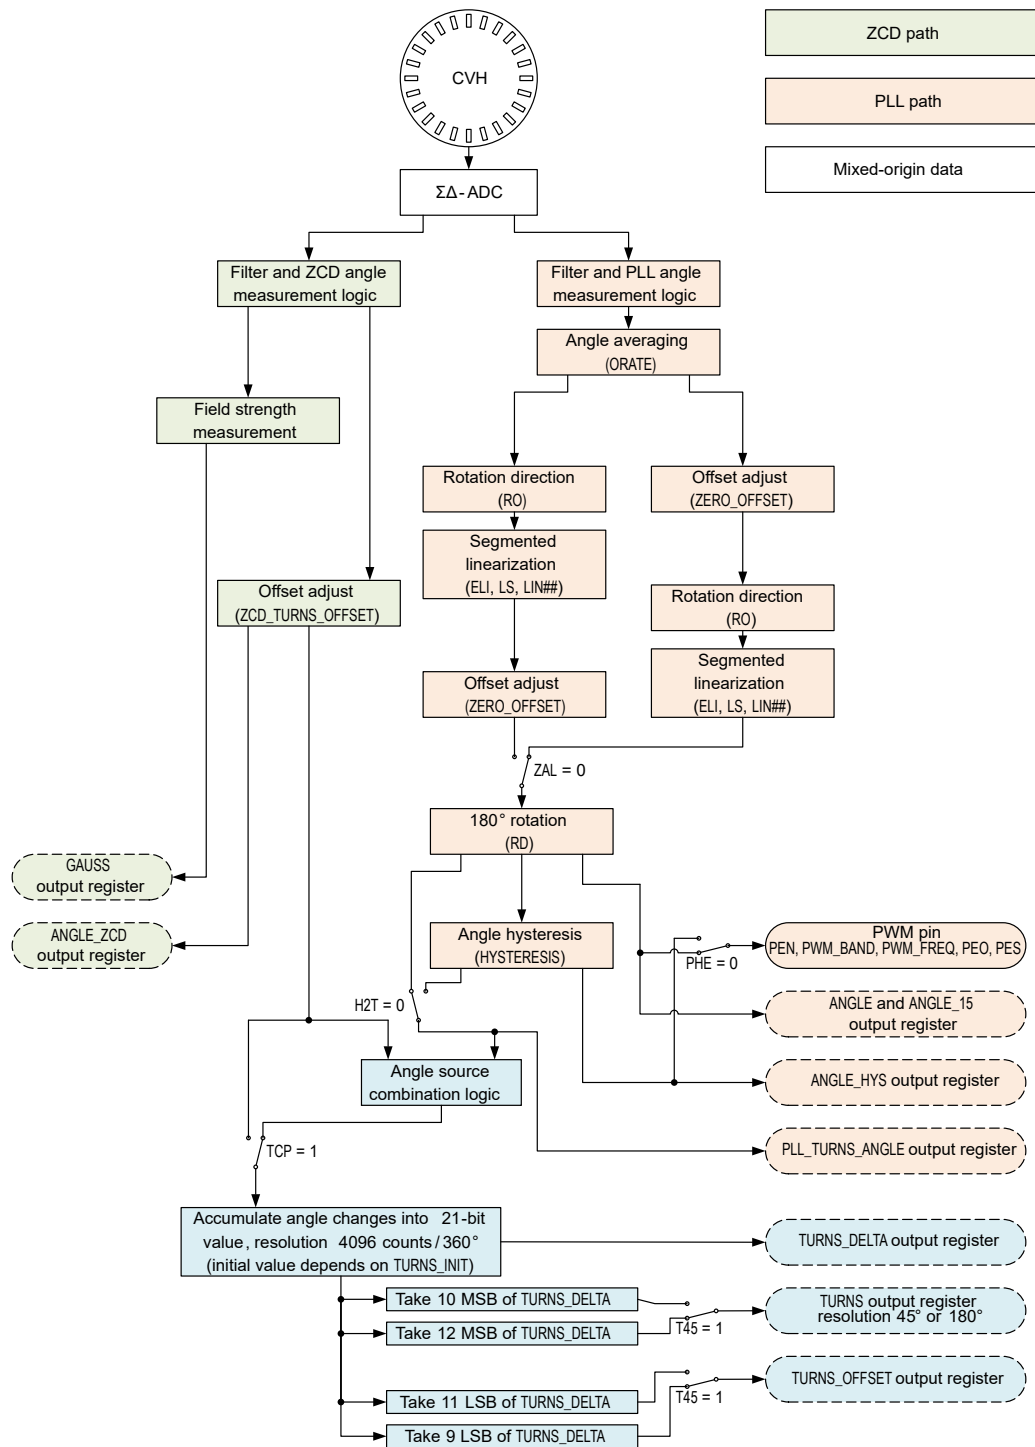 CVH
ZCD path
PLL path
Mixed-origin data
ΣΔ-ADC
Filter and ZCD angle
measurement logic
Filter and PLL angle
measurement logic
Angle averaging
(ORATE)
Field strength
measurement
Rotation direction
(RO)
Offset adjust
(ZERO_OFFSET)
Segmented
linearization
(ELI, LS, LIN##)
Offset adjust
(ZCD_TURNS_OFFSET)
Rotation direction
(RO)
Segmented
linearization
(ELI, LS, LIN##)
Offset adjust
(ZERO_OFFSET)
ZAL = 0
180° rotation
(RD)
GAUSS
output register
ANGLE_ZCD
output register
Angle hysteresis
(HYSTERESIS)
PHE = 0
PWM pin
PEN, PWM_BAND, PWM_FREQ, PEO, PES
H2T = 0
ANGLE and ANGLE_15
output register
Angle source
combination logic
ANGLE_HYS output register
TCP = 1
PLL_TURNS_ANGLE output register
Accumulate angle changes into 21-bit
value, resolution 4096 counts/360°
(initial value depends on TURNS_INIT)
TURNS_DELTA output register
Take 10 MSB of TURNS_DELTA
Take 12 MSB of TURNS_DELTA
T45 = 1
TURNS output register
resolution 45° or 180°
Take 11 LSB of TURNS_DELTA
Take 9 LSB of TURNS_DELTA
T45 = 1
TURNS_OFFSET output register